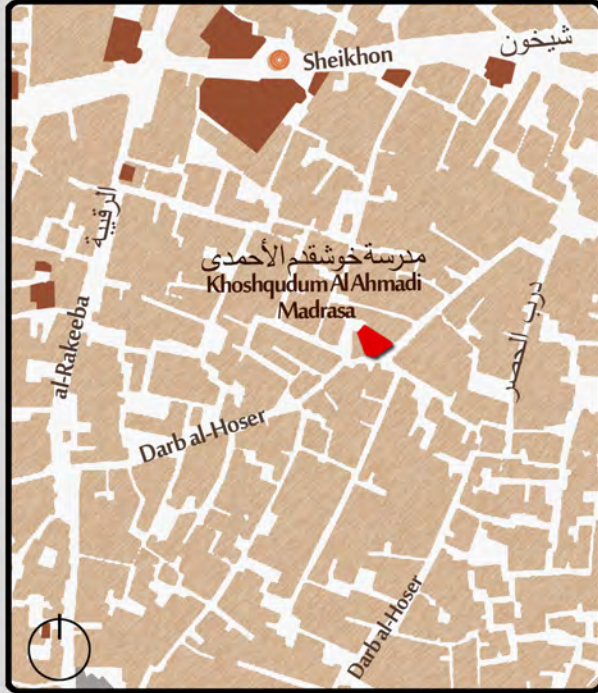 شيخون
Sheikhon
الرقيبة
مدرسة خوشقدم الأحمدى
Khoshqudum Al Ahmadi
Madrasa
al-Rakeeba
درب الحصر
Darb al-Hoser
Darb al-Hoser